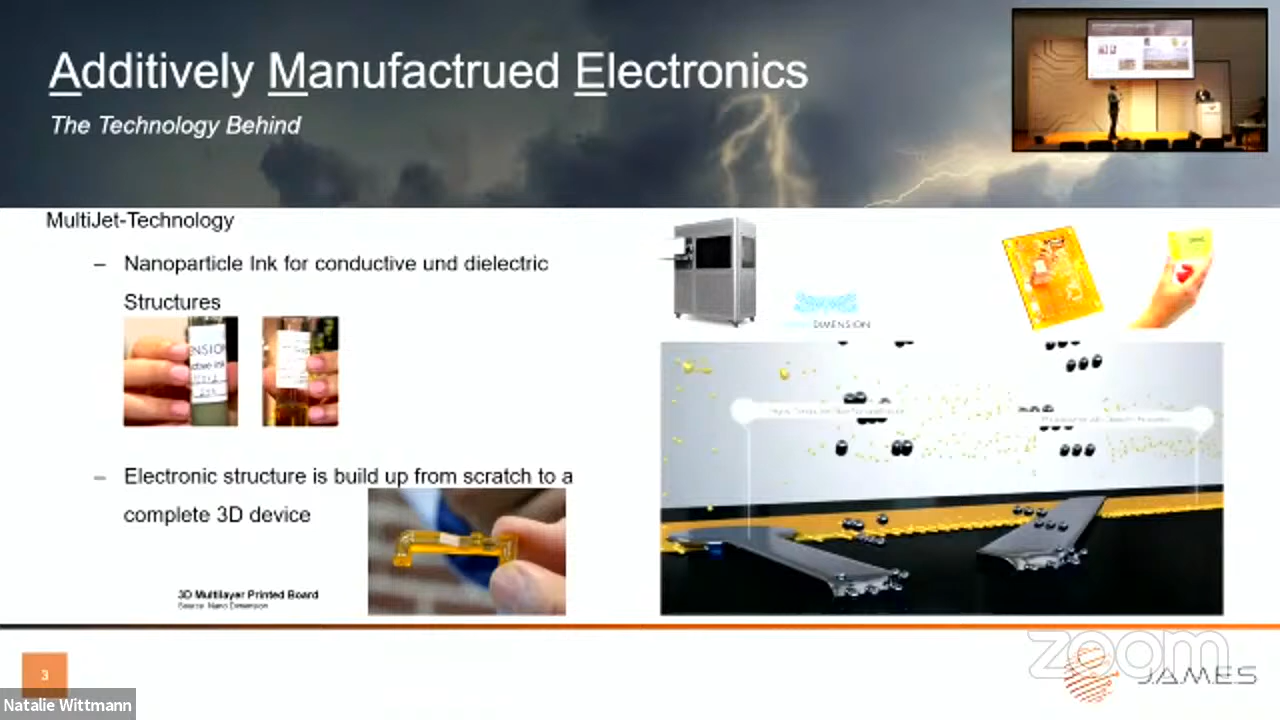 Additively Manufactrued Electronics
The Technology Behind
MultiJet-Technology
– Nanoparticle Ink for conductive und dielectric
Structures
DIMENSION
– Electronic structure is build up from scratch to a
complete 3D device
3D Multilayer Printed Board
Source: Nano Dimension
3
zoom
JAMES
Natalie Wittmann